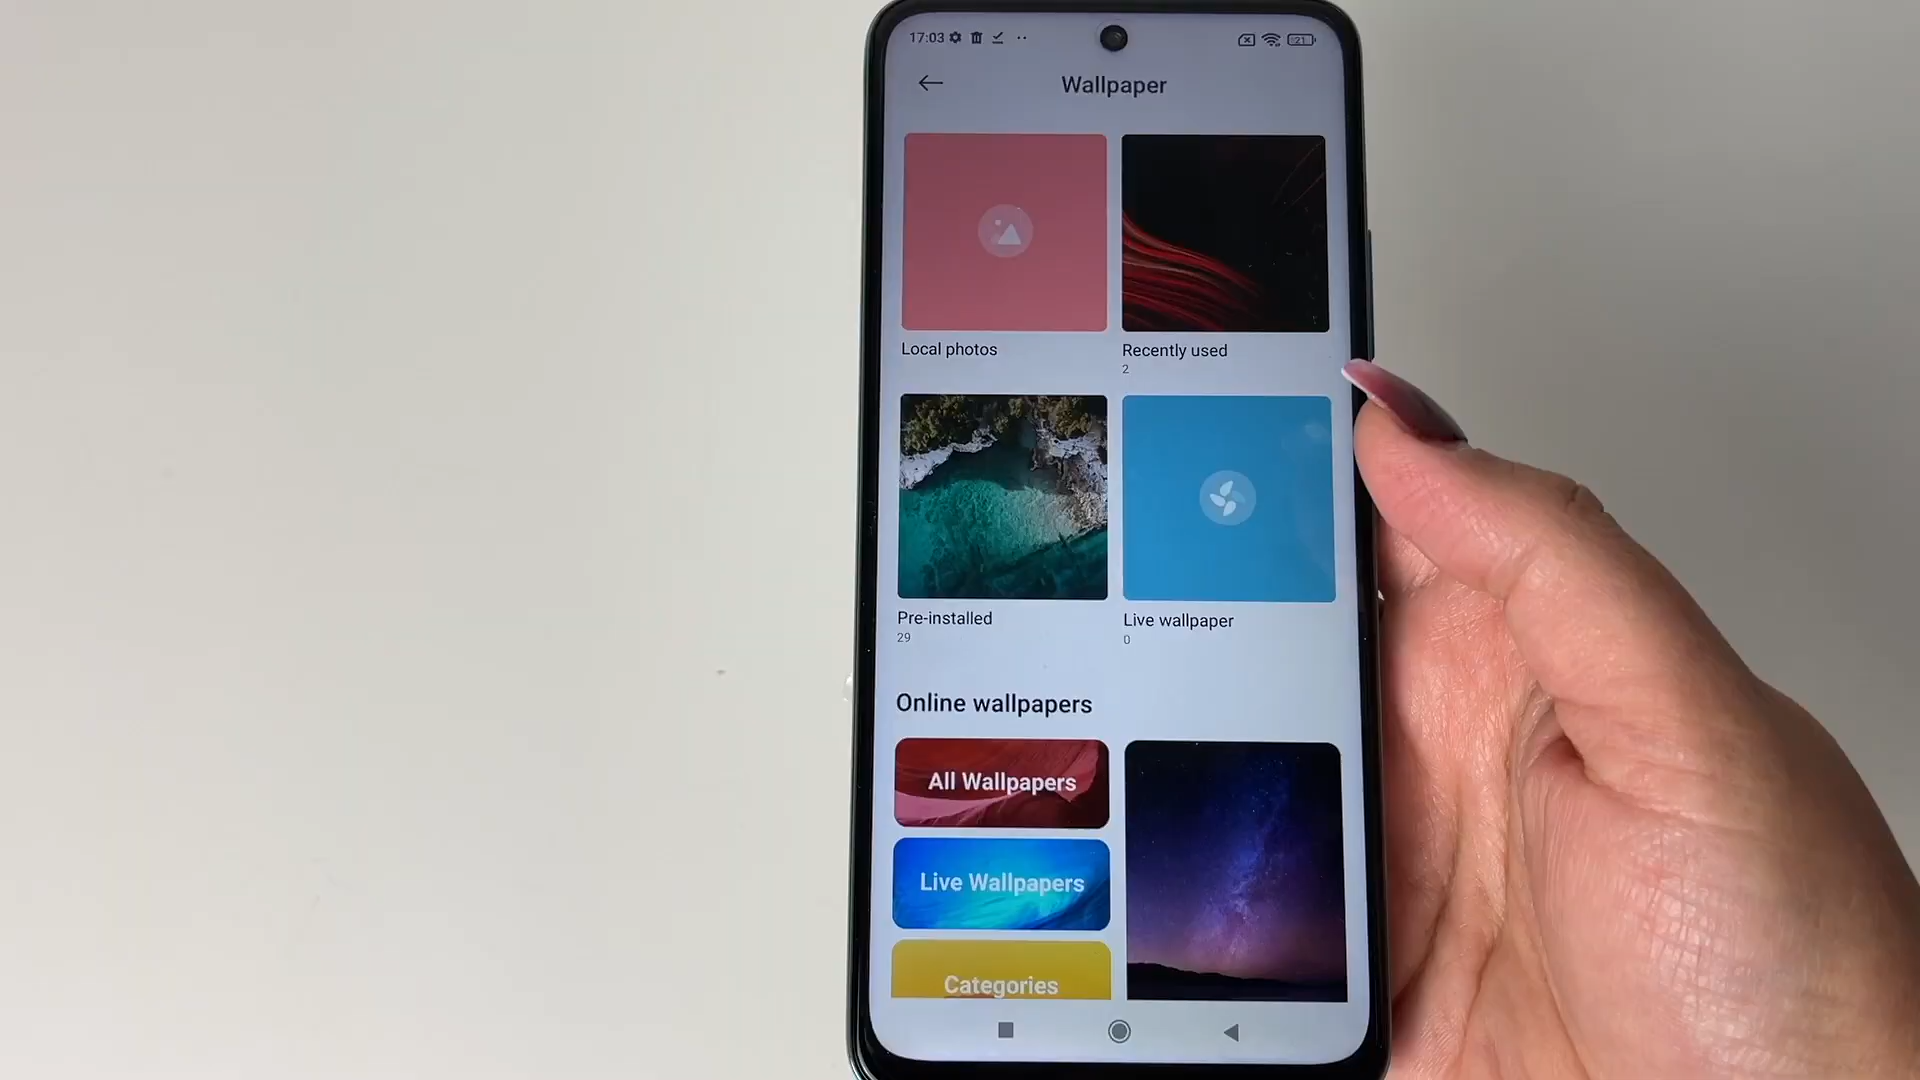 17:03
21
Wallpaper
Local photos
Recently used
2
Pre-installed
29
Live wallpaper
0
Online wallpapers
All Wallpapers
Live Wallpapers
Categories